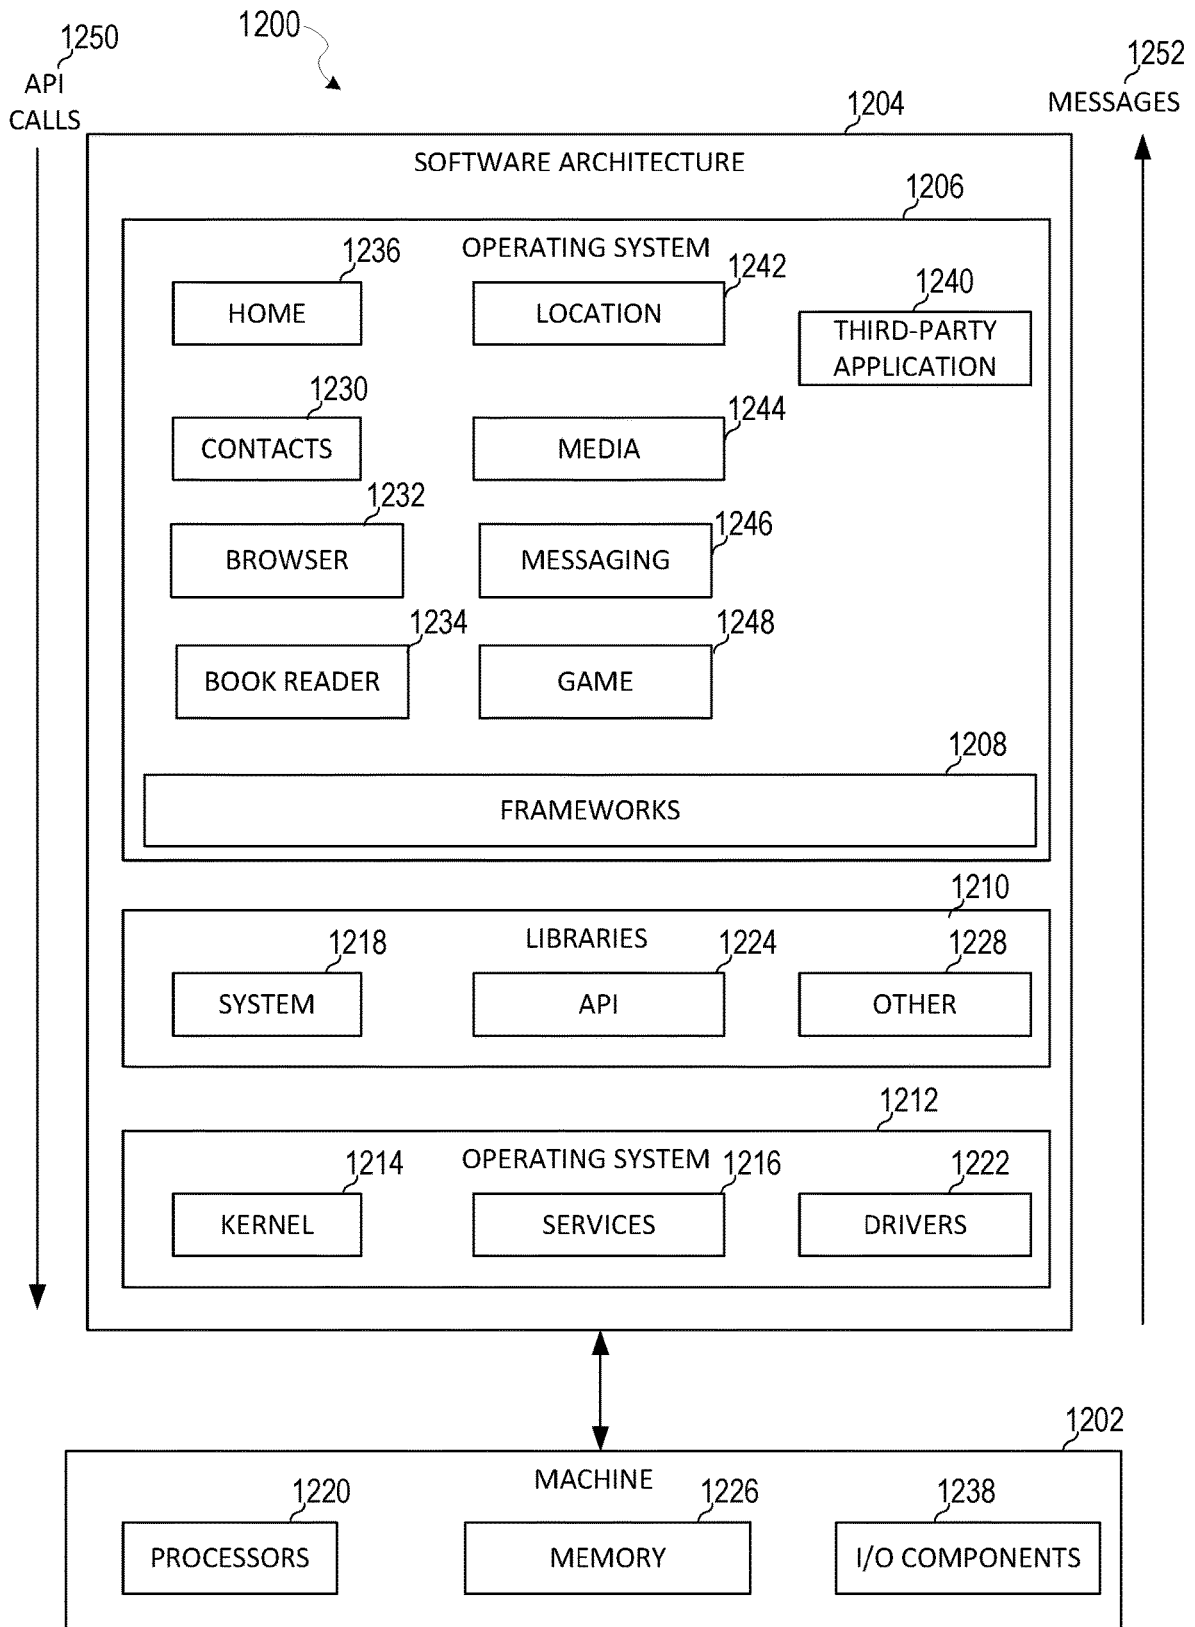 1250
1200
1252
API
CALLS
MESSAGES
1204
SOFTWARE ARCHITECTURE
1206
OPERATING SYSTEM
1236
1242
1240
HOME
LOCATION
THIRD-PARTY
APPLICATION
1230
1244
CONTACTS
MEDIA
1232
1246
BROWSER
MESSAGING
1234
1248
BOOK READER
GAME
1208
FRAMEWORKS
1210
LIBRARIES
1218
1224
1228
SYSTEM
API
OTHER
1212
OPERATING SYSTEM
1214
1216
1222
KERNEL
SERVICES
DRIVERS
1202
MACHINE
1220
1226
1238
PROCESSORS
MEMORY
I/O COMPONENTS